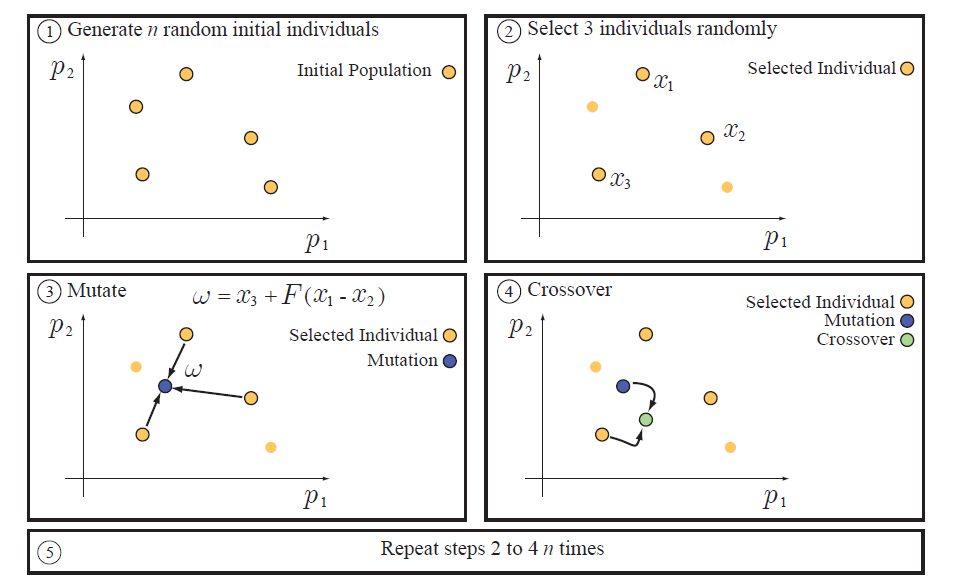 ① Generate n random initial individuals
p₂
Initial Population
p₁
② Select 3 individuals randomly
p₂
Selected Individual
x₁
x₂
x₃
p₁
③ Mutate
ω = x₃ + F(x₁ - x₂)
p₂
Selected Individual
Mutation
ω
p₁
④ Crossover
Selected Individual
p₂
Mutation
Crossover
p₁
⑤ Repeat steps 2 to 4 n times